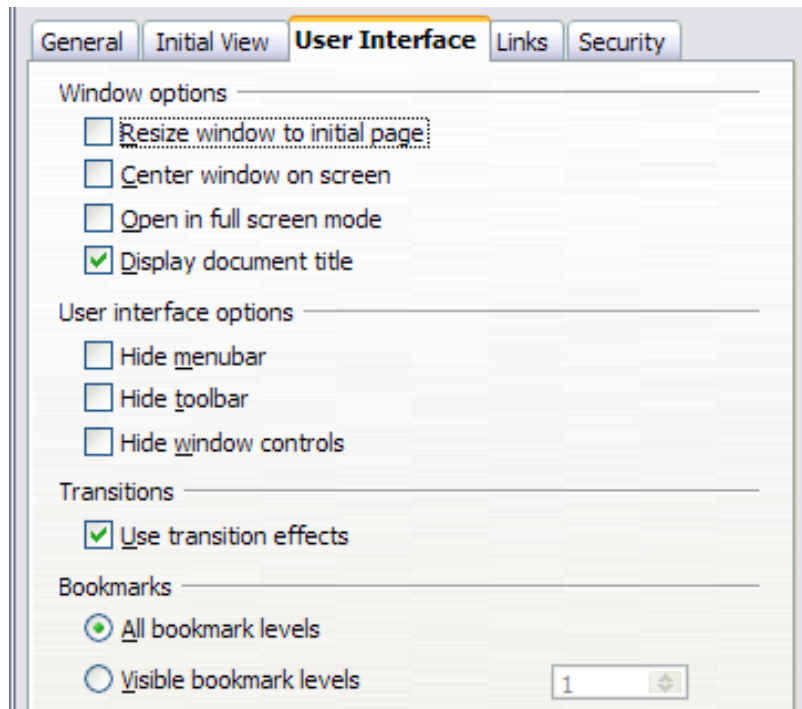 General Initial View User Interface Links Security
Window options
Resize window to initial page
Center window on screen
Open in full screen mode
Display document title
User interface options
Hide menubar
Hide toolbar
Hide window controls
Transitions
Use transition effects
Bookmarks
All bookmark levels
Visible bookmark levels 1